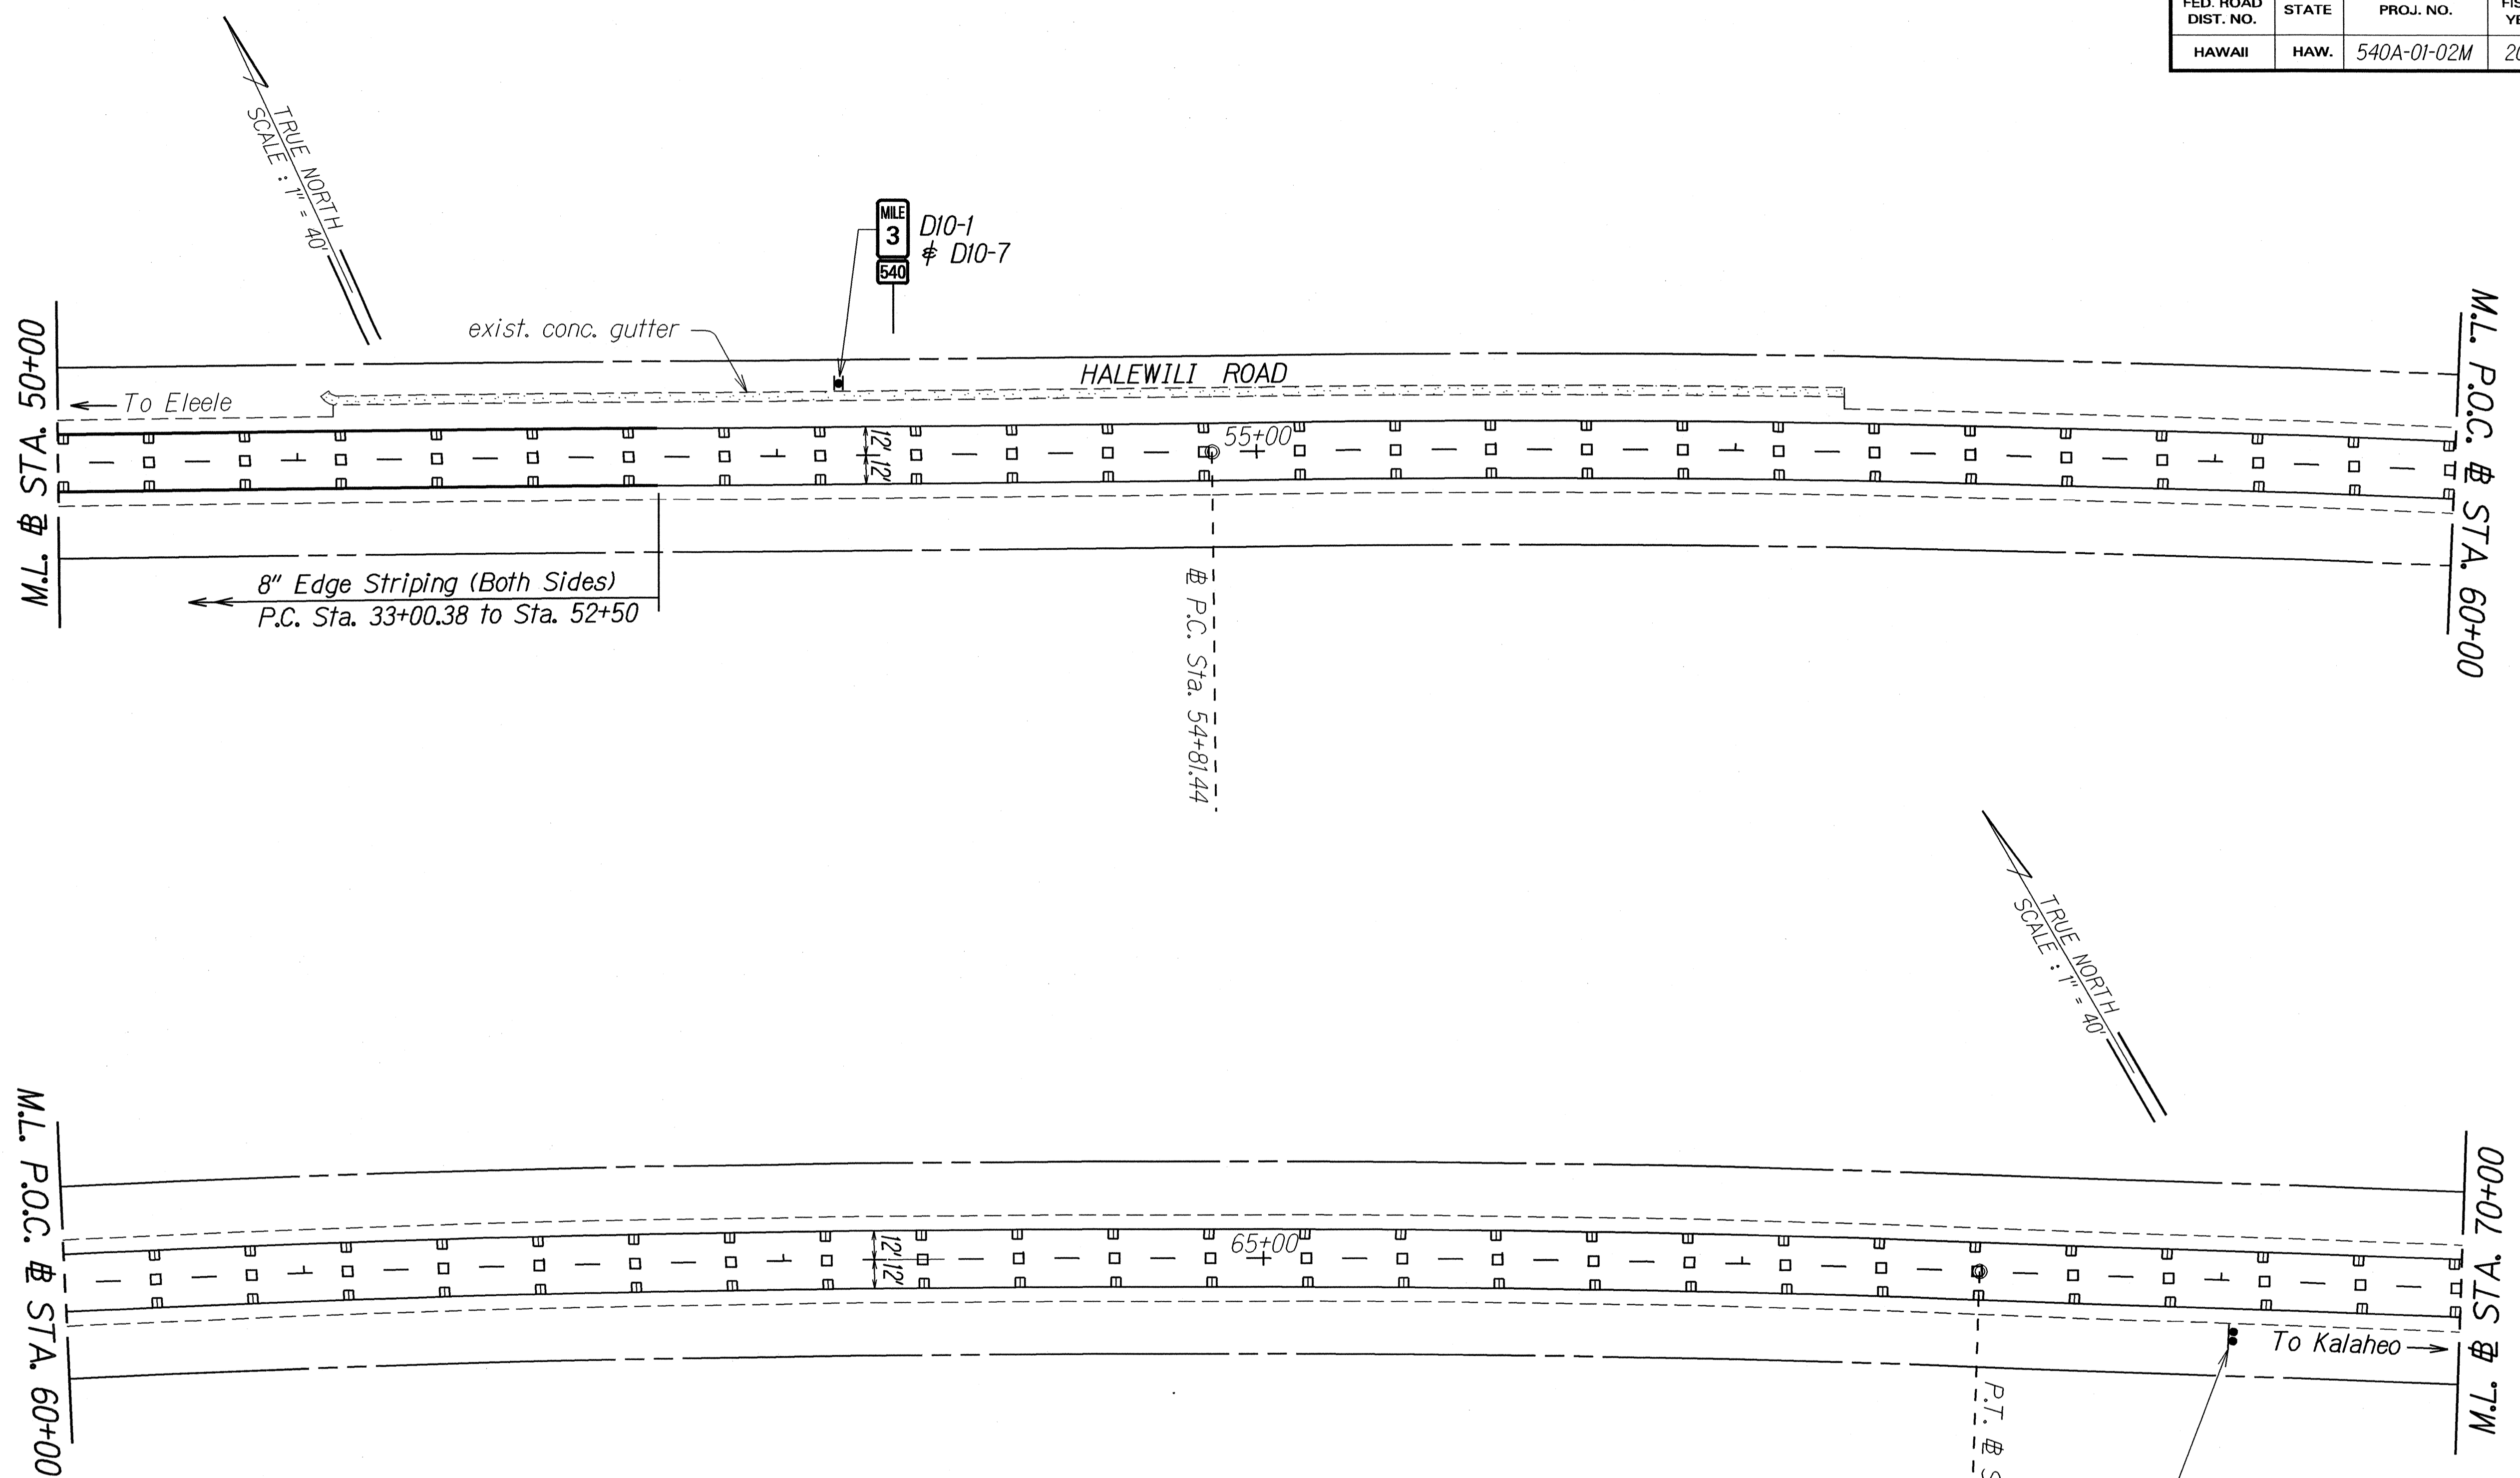 FED. ROAD DIST. NO.
STATE
PROJ. NO.
HAWAII
HAW.
540A-01-02M
TRUE NORTH
SCALE : 1" = 40'
MILE
3
540
D10-1
& D10-7
exist. conc. gutter
HALEWILI ROAD
To Eleele
M.L. ℄ STA. 50+00
12' 12'
55+00
M.L. P.O.C. ℄ STA. 60+00
8" Edge Striping (Both Sides)
P.C. Sta. 33+00.38 to Sta. 52+50
℄ P.C. Sta. 54+81.44
TRUE NORTH
SCALE : 1" = 40'
M.L. P.O.C. ℄ STA. 60+00
12' 12'
65+00
To Kalaheo
M.L. ℄ STA. 70+00
P.T. ℄